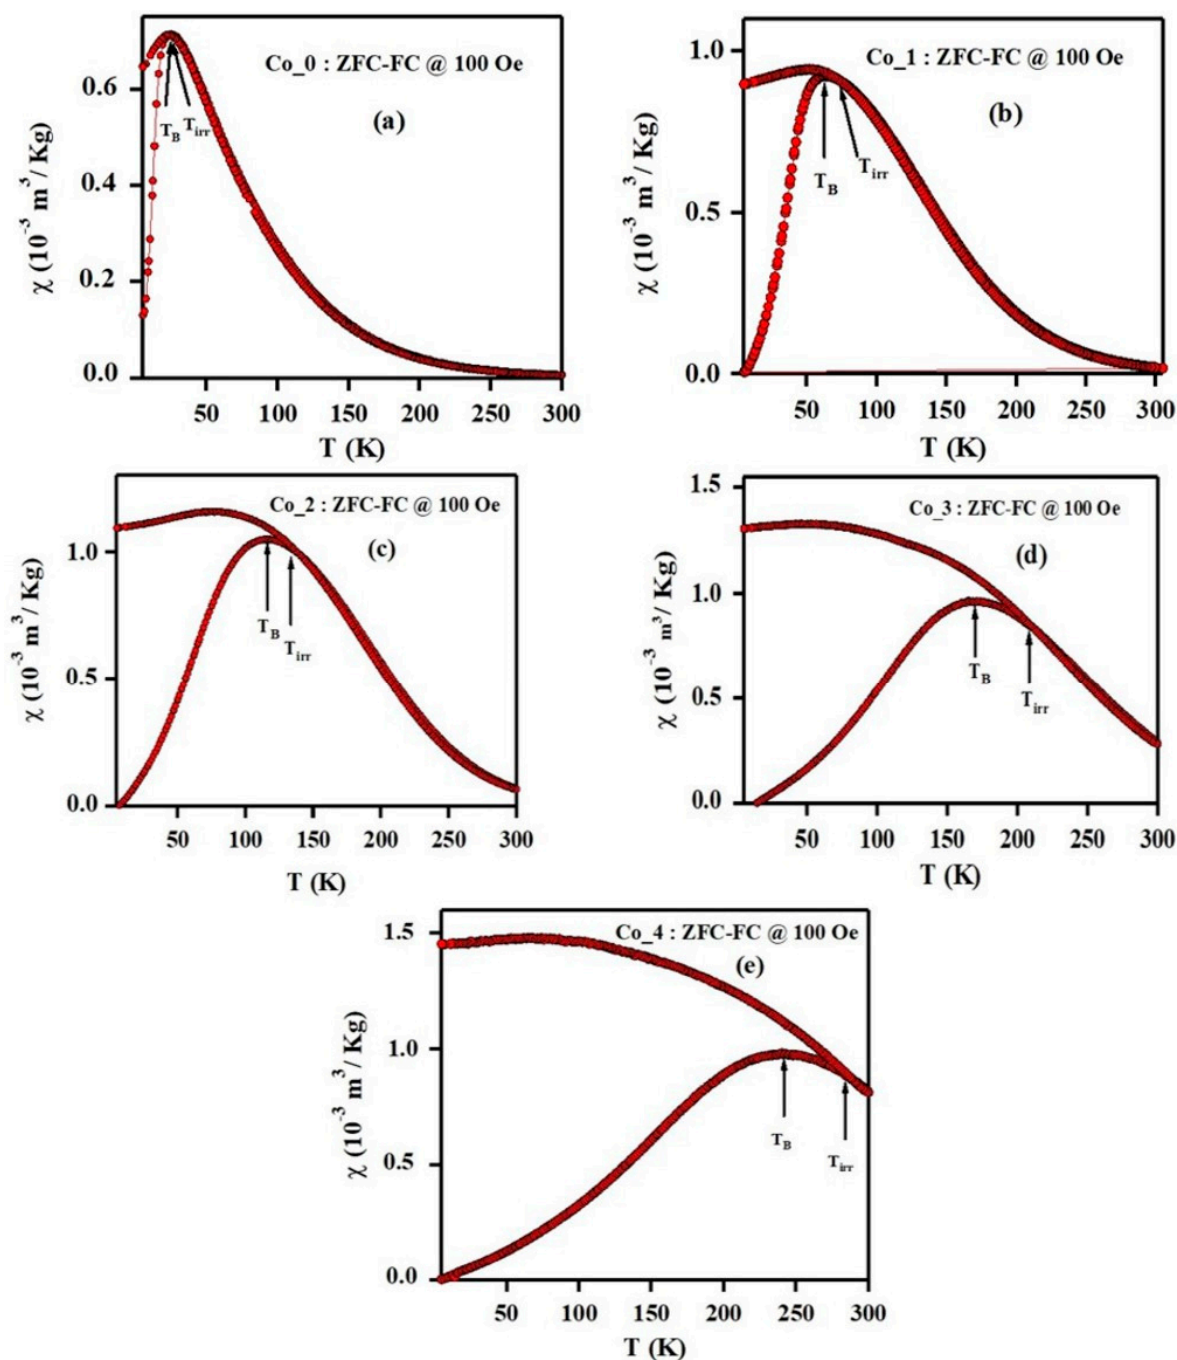 Co_0 : ZFC-FC @ 100 Oe
(a)
T_B T_irr
χ (10⁻³ m³/ Kg)
0.6
0.4
0.2
0.0
50 100 150 200 250 300
T (K)
Co_1 : ZFC-FC @ 100 Oe
(b)
T_B T_irr
χ (10⁻³ m³/ Kg)
1.0
0.5
0.0
50 100 150 200 250 300
T (K)
Co_2 : ZFC-FC @ 100 Oe
(c)
T_B T_irr
χ (10⁻³ m³/ Kg)
1.0
0.5
0.0
50 100 150 200 250 300
T (K)
Co_3 : ZFC-FC @ 100 Oe
(d)
T_B T_irr
χ (10⁻³ m³/ Kg)
1.5
1.0
0.5
0.0
50 100 150 200 250 300
T (K)
Co_4 : ZFC-FC @ 100 Oe
(e)
T_B T_irr
χ (10⁻³ m³/ Kg)
1.5
1.0
0.5
0.0
50 100 150 200 250 300
T (K)